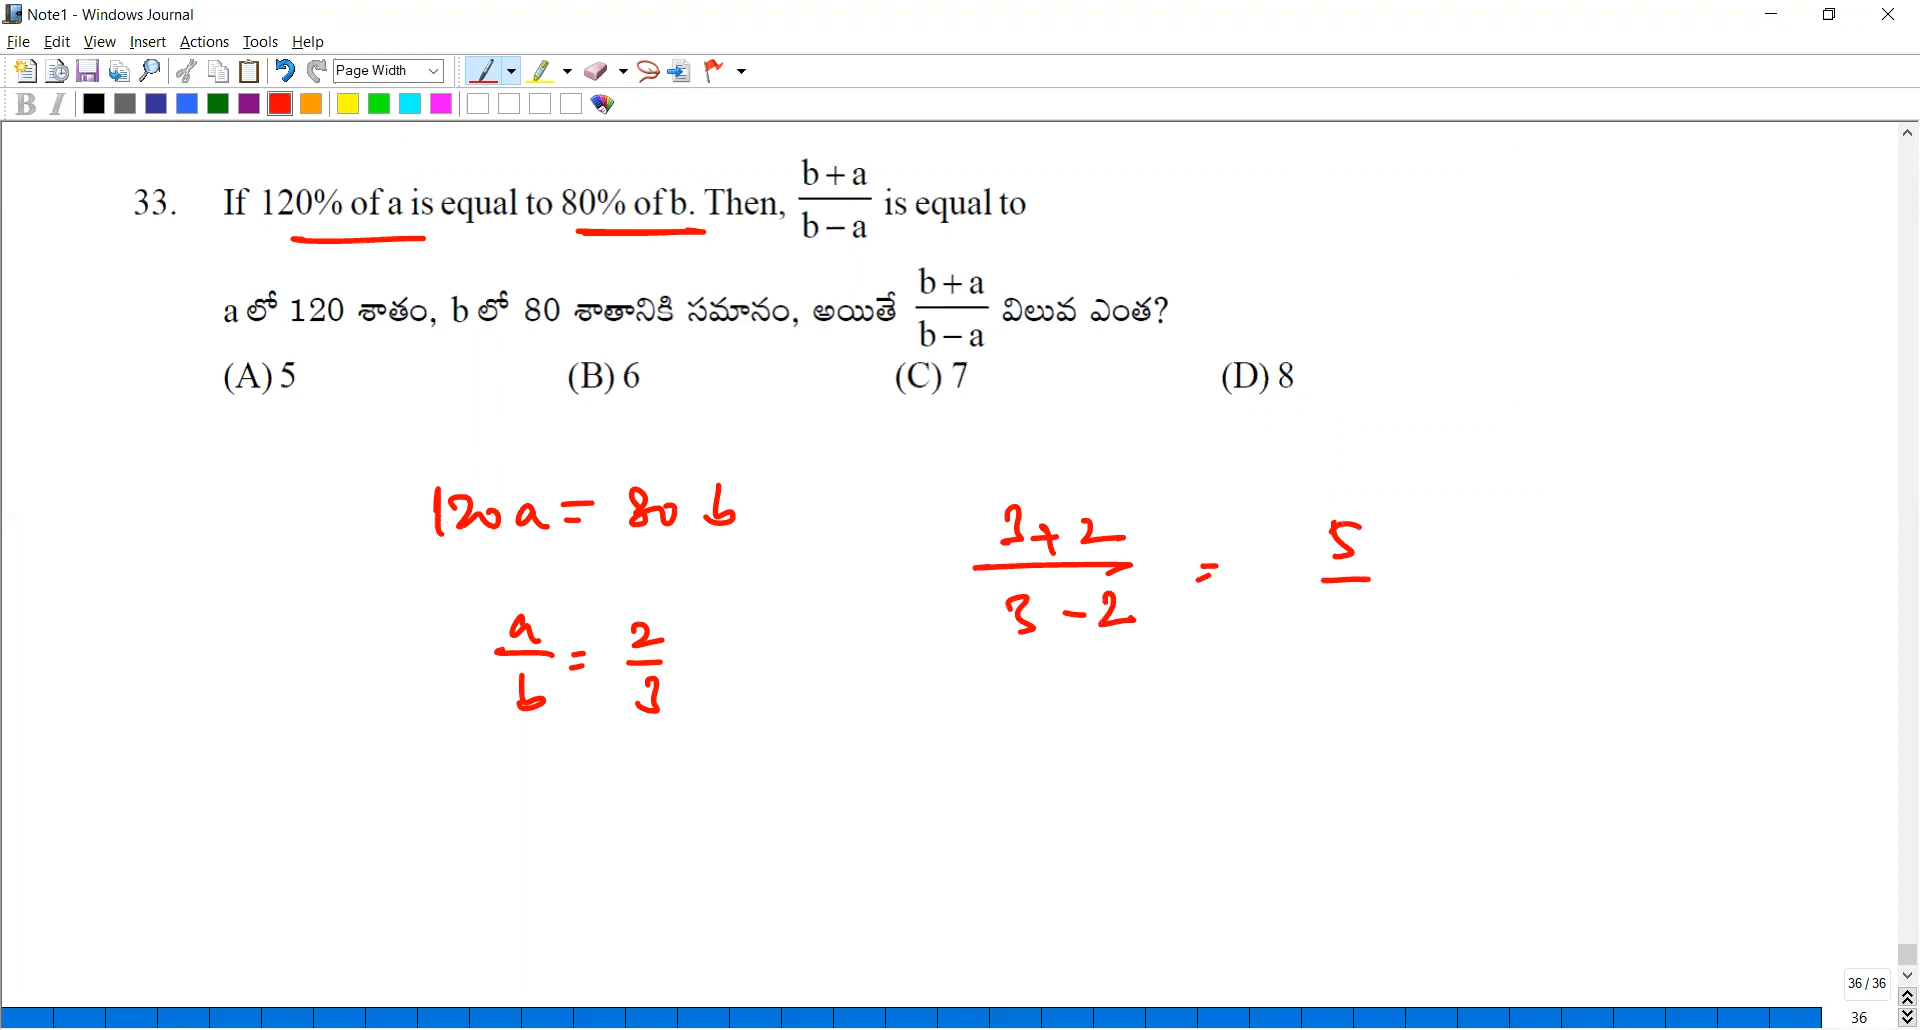 Note1 - Windows Journal
File Edit View Insert Actions Tools Help
Page Width
B I
33. If 120% of a is equal to 80% of b. Then, b + a / b – a is equal to
a లో 120 శాతం, b లో 80 శాతానికి సమానం, అయితే b + a / b – a విలువ ఎంత?
(A) 5 (B) 6 (C) 7 (D) 8
120a = 80 b
a / b = 2 / 3
3 + 2 / 3 - 2 = 5
36 / 36
36